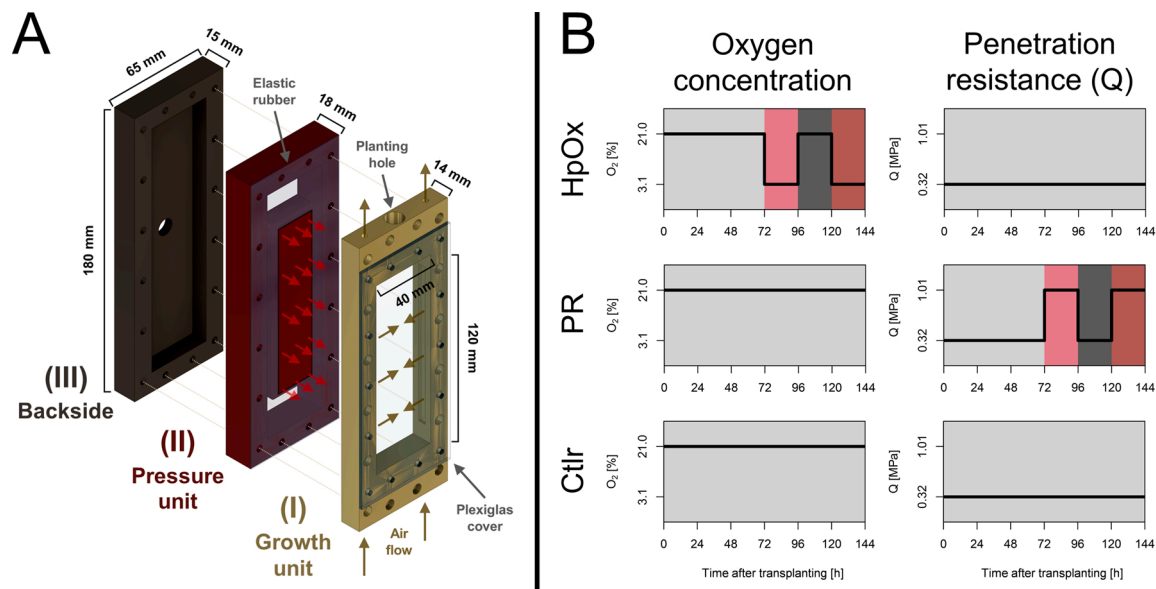 A
65 mm
15 mm
180 mm
Elastic
rubber
18 mm
Planting
hole
14 mm
40 mm
120 mm
(III)
Backside
(II)
Pressure
unit
(I)
Growth
unit
Air
flow
Plexiglas
cover
B
Oxygen
concentration
Penetration
resistance (Q)
HpOx
O₂ [%]
21.0
3.1
0 24 48 72 96 120 144
Q [MPa]
1.01
0.32
0 24 48 72 96 120 144
PR
O₂ [%]
21.0
3.1
0 24 48 72 96 120 144
Q [MPa]
1.01
0.32
0 24 48 72 96 120 144
Ctlr
O₂ [%]
21.0
3.1
0 24 48 72 96 120 144
Time after transplanting [h]
Q [MPa]
1.01
0.32
0 24 48 72 96 120 144
Time after transplanting [h]